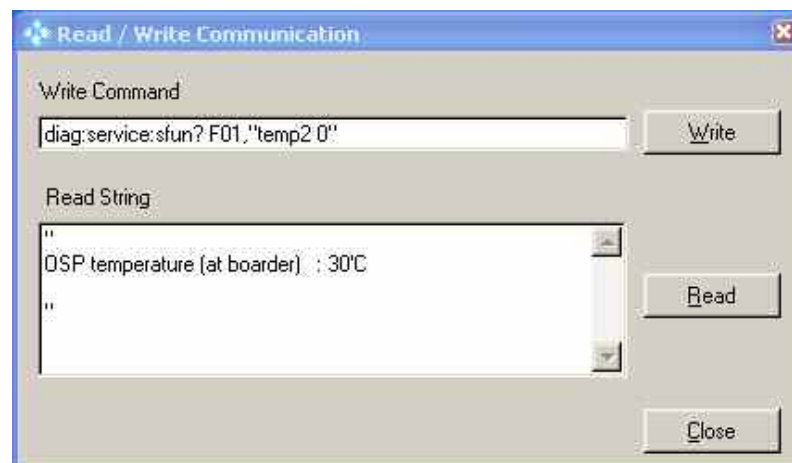 Read / Write Communication
Write Command
diag:service:sfun? F01,"temp2 0"
Write
Read String
"
OSP temperature (at boarder) : 30'C
"
Read
Close